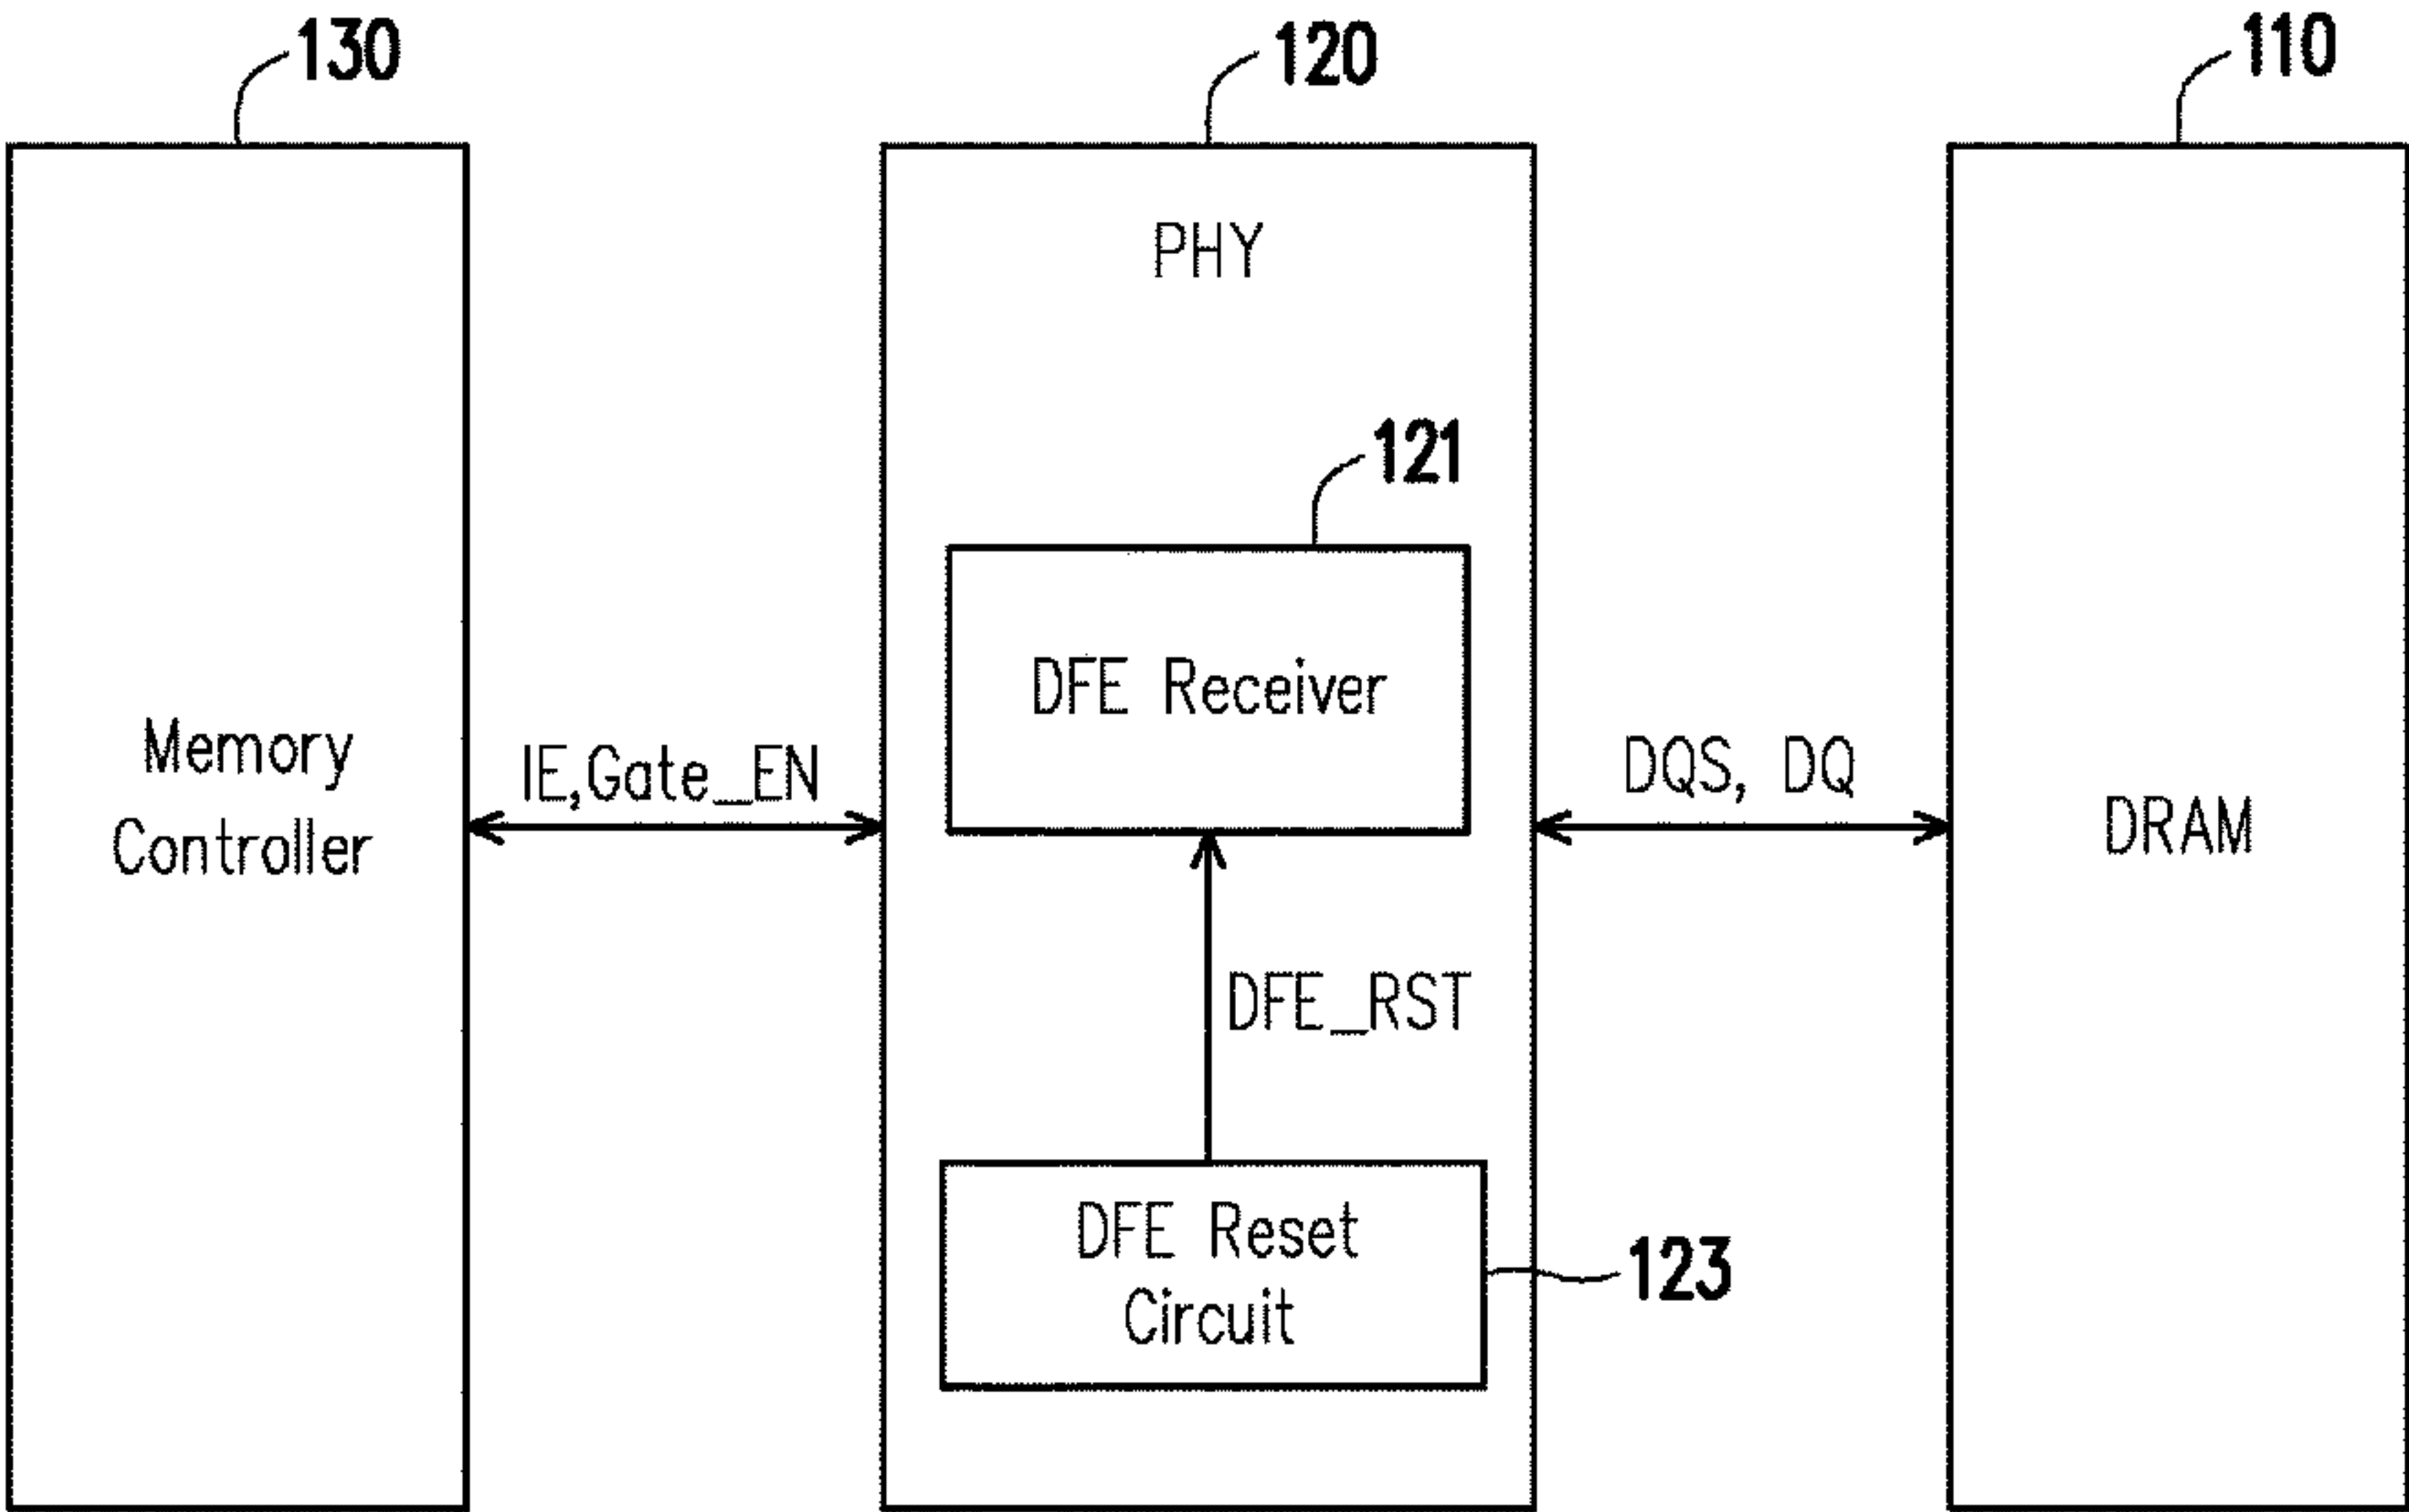 130
120
110
PHY
121
DFE Receiver
Memory
Controller
IE,Gate_EN
DQS, DQ
DRAM
DFE_RST
DFE Reset
Circuit
123